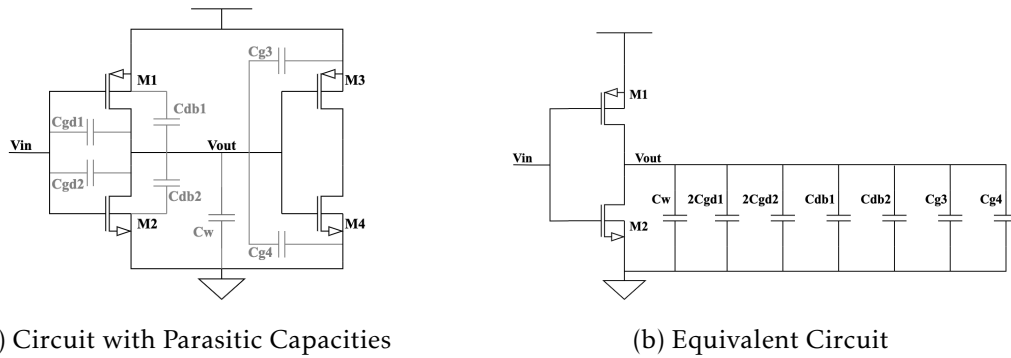 Cg3
M1
M3
Cdb1
Cgd1
Vin
Vout
Cgd2
Cdb2
M2
Cw
M4
Cg4
M1
Vin
Vout
Cw
2Cgd1
2Cgd2
Cdb1
Cdb2
Cg3
Cg4
M2
) Circuit with Parasitic Capacities
(b) Equivalent Circuit